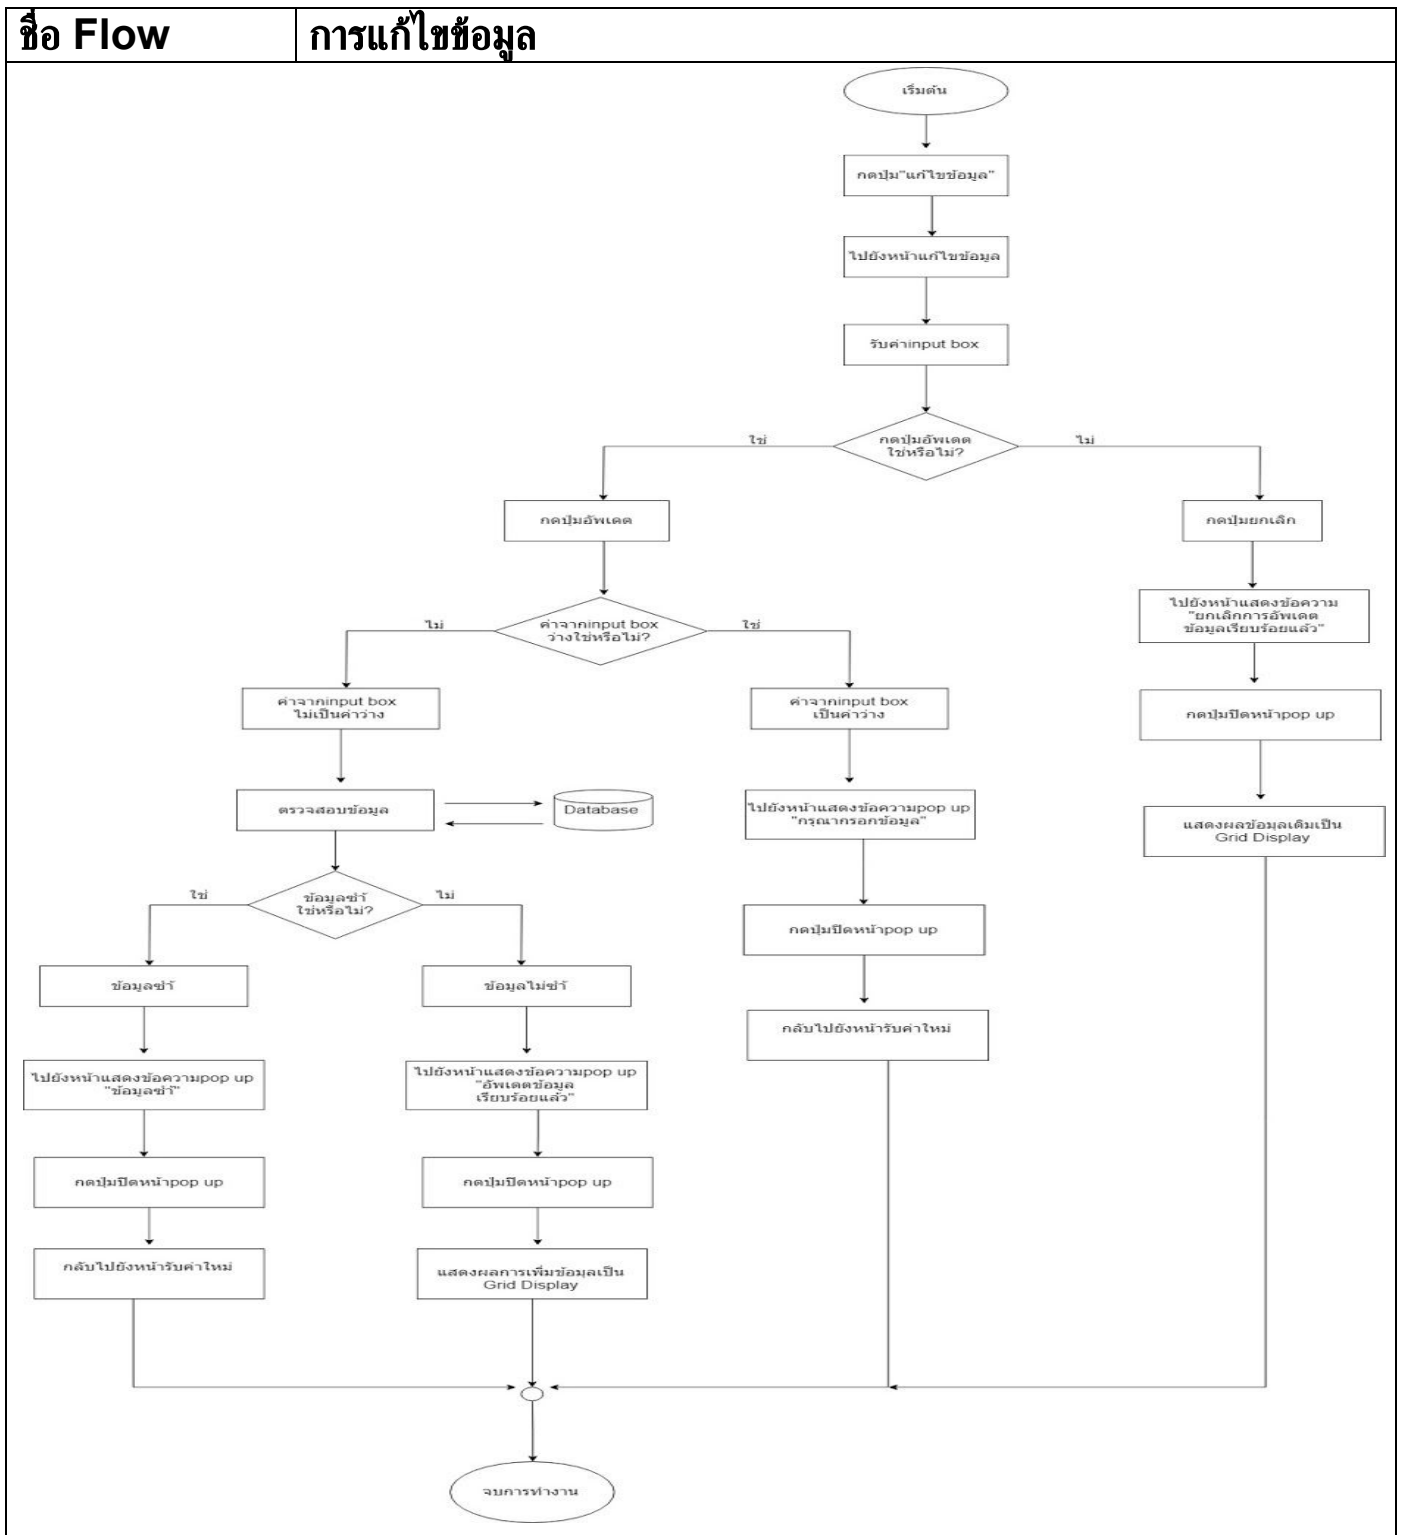 ชื่อ Flow
การแก้ไขข้อมูล
เริ่มต้น
กดปุ่ม"แก้ไขข้อมูล"
ไปยังหน้าแก้ไขข้อมูล
รับค่าinput box
กดปุ่มอัพเดต
ใช่หรือไม่?
ใช่
ไม่
กดปุ่มอัพเดต
กดปุ่มยกเลิก
ไปยังหน้าแสดงข้อความ
"ยกเลิกการอัพเดต
ข้อมูลเรียบร้อยแล้ว"
กดปุ่มปิดหน้าpop up
แสดงผลข้อมูลเดิมเป็น
Grid Display
ค่าจากinput box
ว่างใช่หรือไม่?
ไม่
ใช่
ค่าจากinput box
ไม่เป็นค่าว่าง
ค่าจากinput box
เป็นค่าว่าง
ตรวจสอบข้อมูล
Database
ไปยังหน้าแสดงข้อความpop up
"กรุณากรอกข้อมูล"
กดปุ่มปิดหน้าpop up
กลับไปยังหน้ารับค่าใหม่
ข้อมูลซ้ำ
ใช่หรือไม่?
ใช่
ไม่
ข้อมูลซ้ำ
ข้อมูลไม่ซ้ำ
ไปยังหน้าแสดงข้อความpop up
"ข้อมูลซ้ำ"
ไปยังหน้าแสดงข้อความpop up
"อัพเดตข้อมูล
เรียบร้อยแล้ว"
กดปุ่มปิดหน้าpop up
กดปุ่มปิดหน้าpop up
กลับไปยังหน้ารับค่าใหม่
แสดงผลการเพิ่มข้อมูลเป็น
Grid Display
จบการทำงาน